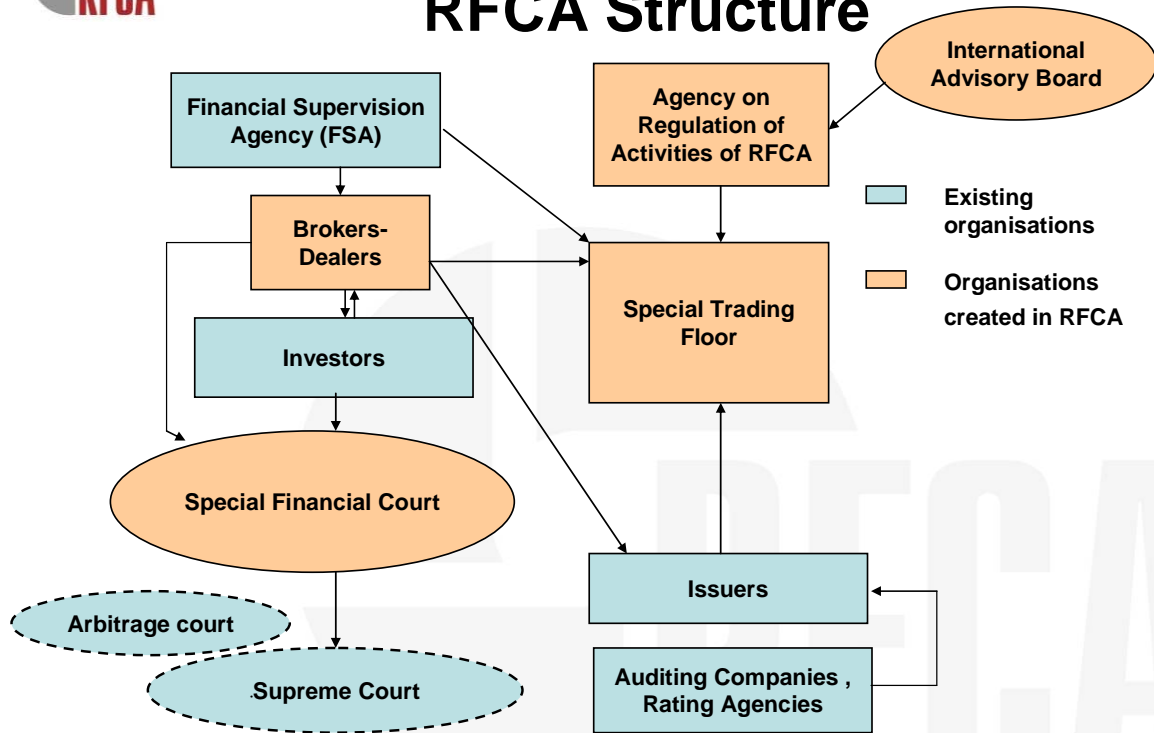 RFCA
RFCA Structure
International
Advisory Board
Financial Supervision
Agency (FSA)
Agency on
Regulation of
Activities of RFCA
Existing
organisations
Brokers-
Dealers
Organisations
created in RFCA
Special Trading
Floor
Investors
Special Financial Court
RFCA
Issuers
Arbitrage court
.Supreme Court
Auditing Companies ,
Rating Agencies